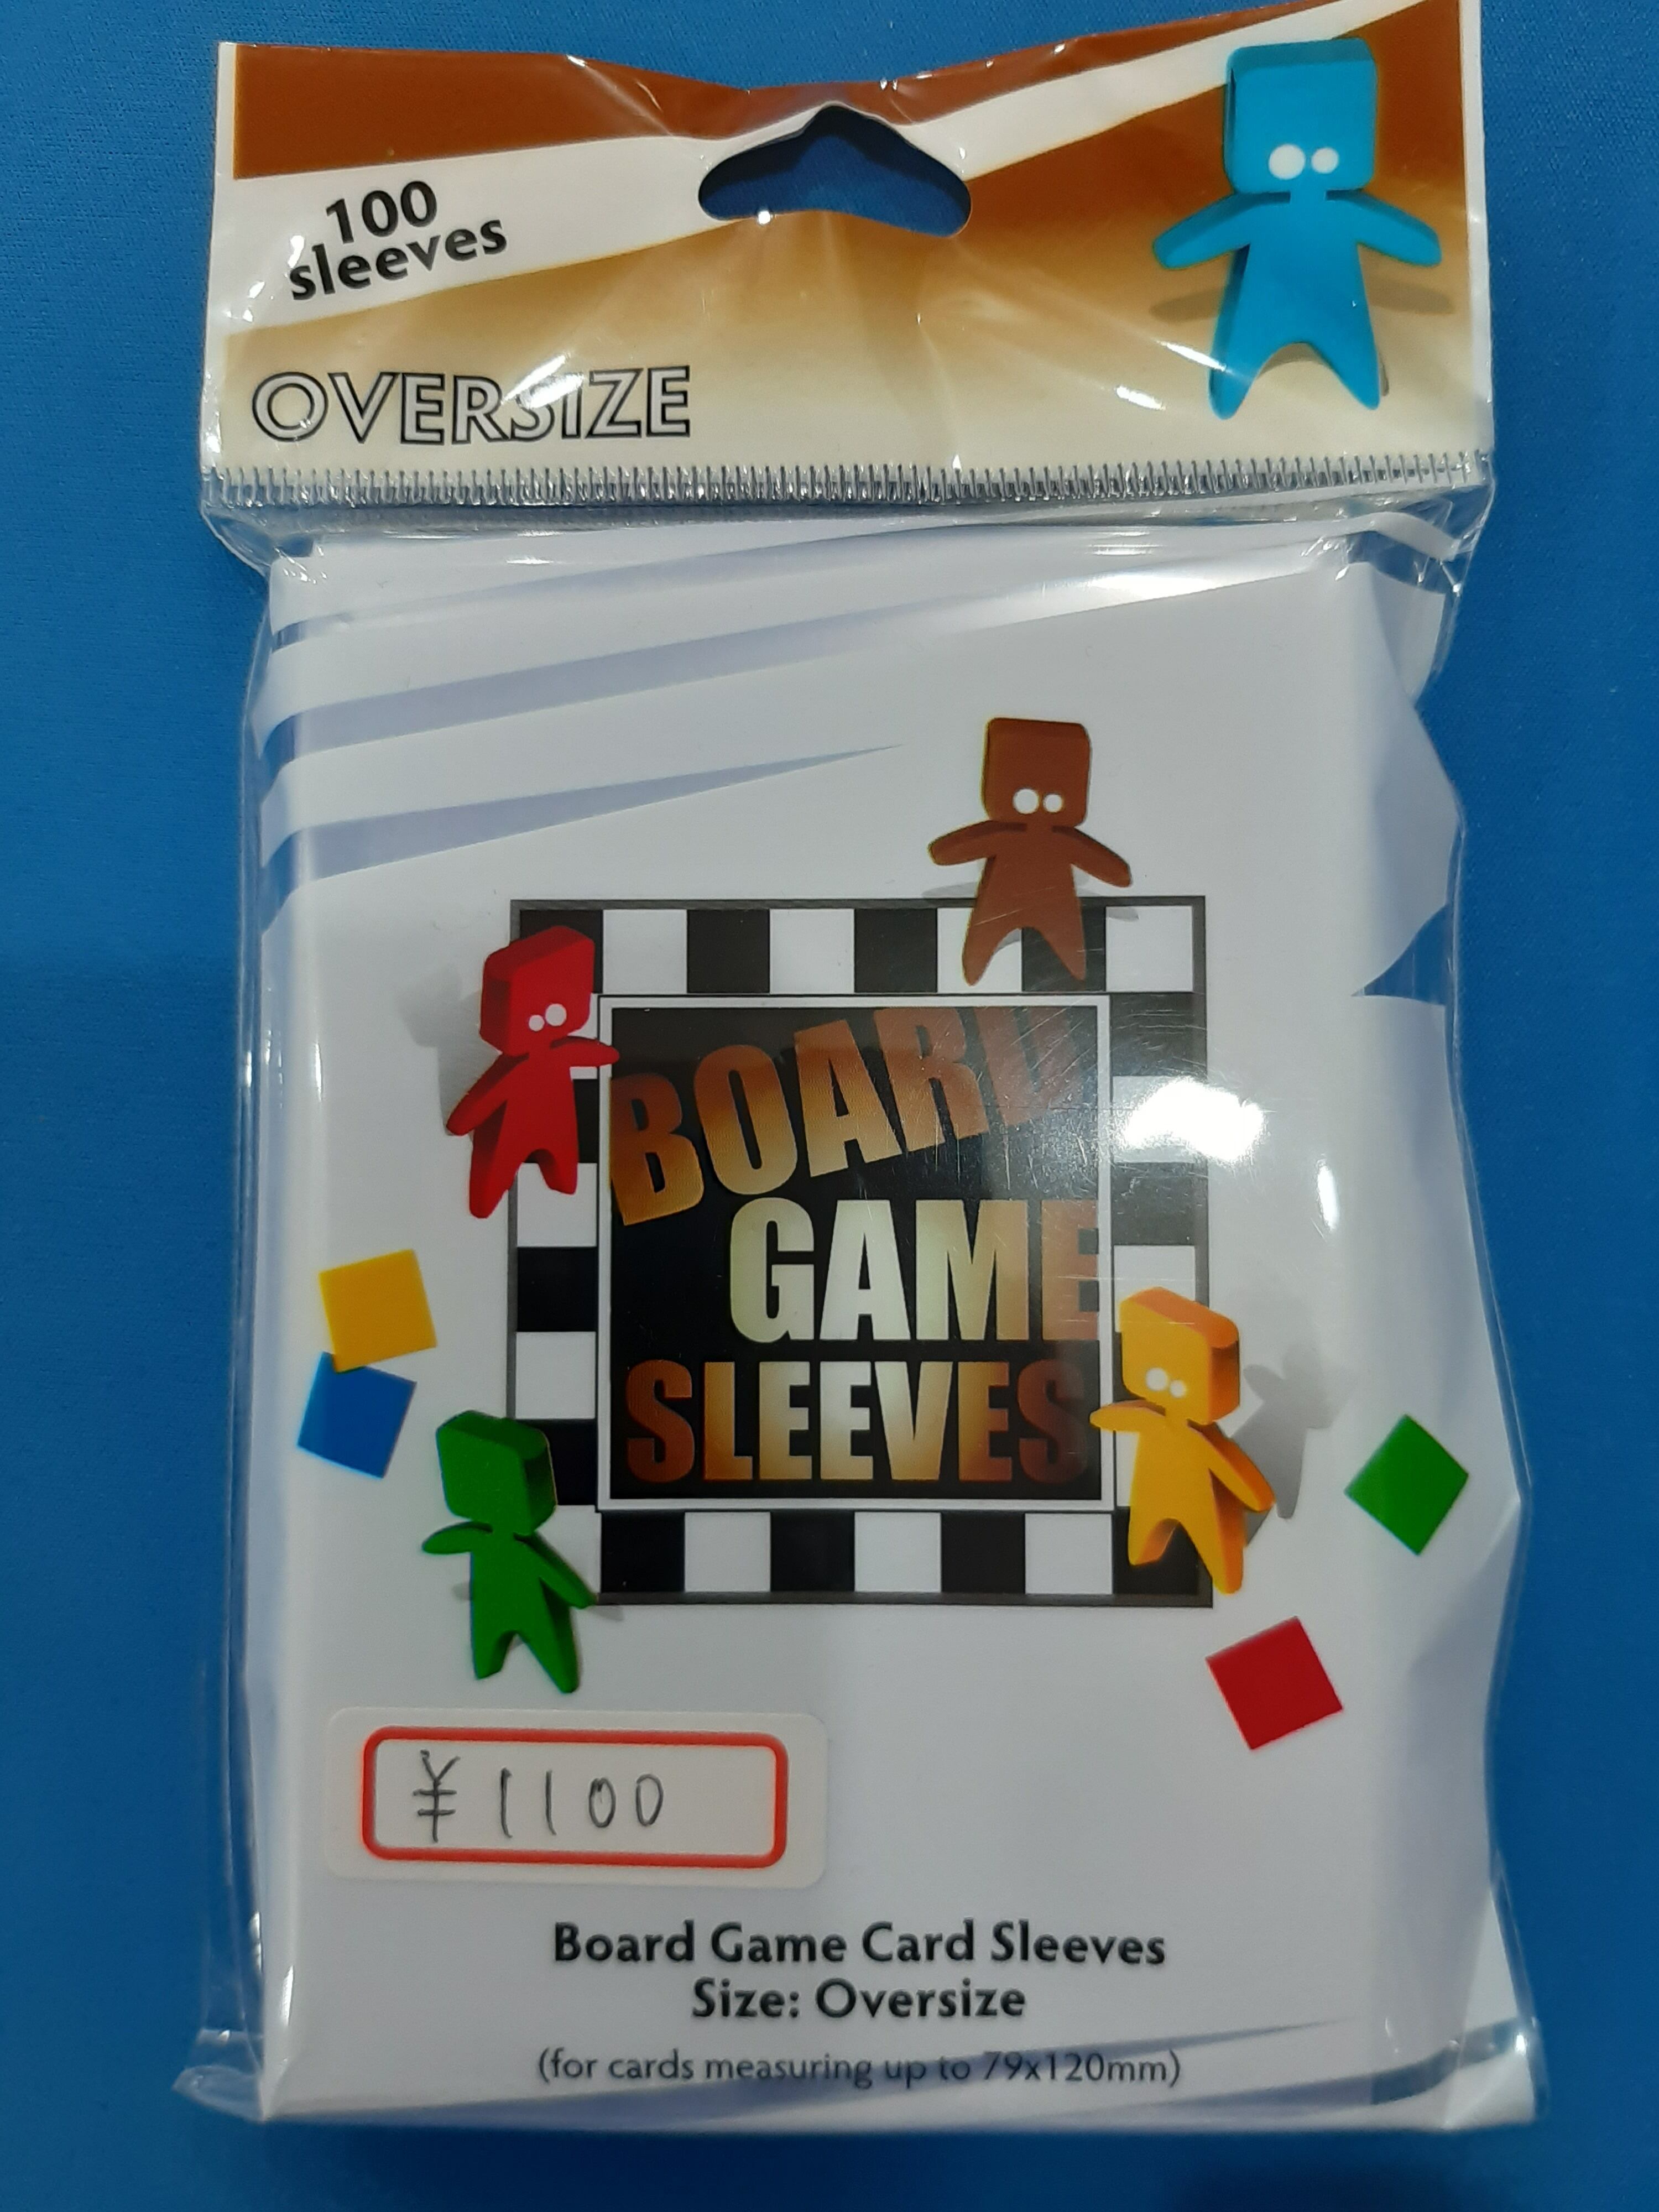 100
sleeves
OVERSIZE
BOARD
GAME
SLEEVES
¥1100
Board Game Card Sleeves
Size: Oversize
(for cards measuring up to 79x120mm)